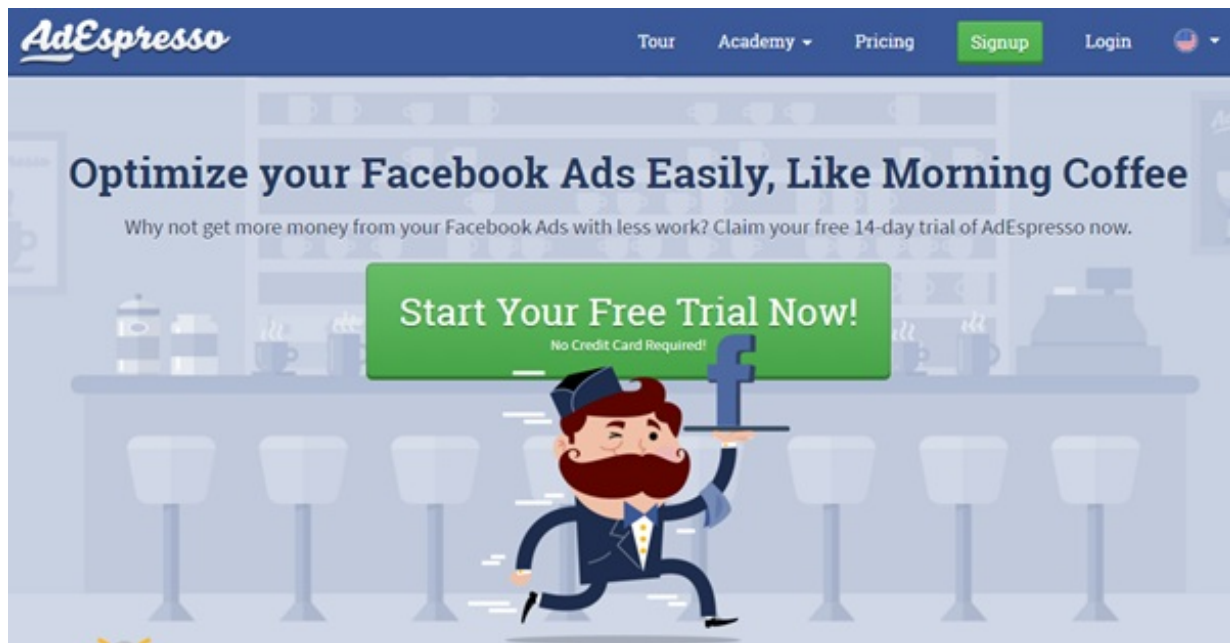 AdEspresso
Tour Academy Pricing Signup Login
Optimize your Facebook Ads Easily, Like Morning Coffee
Why not get more money from your Facebook Ads with less work? Claim your free 14-day trial of AdEspresso now.
Start Your Free Trial Now!
No Credit Card Required!
f